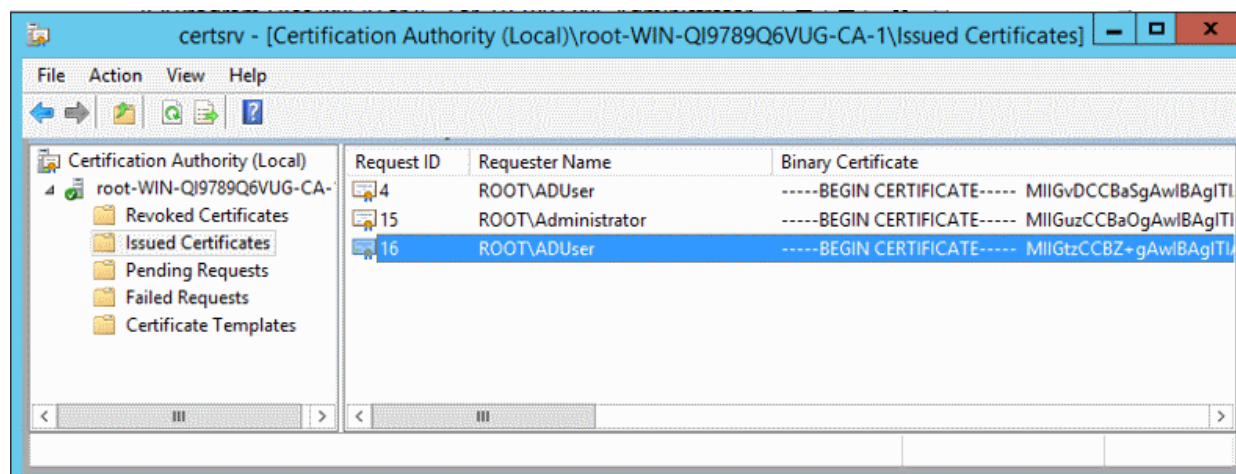 certsrv - [Certification Authority (Local)\root-WIN-QI9789Q6VUG-CA-1\Issued Certificates]
File Action View Help
Certification Authority (Local)
root-WIN-QI9789Q6VUG-CA-
Revoked Certificates
Issued Certificates
Pending Requests
Failed Requests
Certificate Templates
Request ID Requester Name Binary Certificate
4 ROOT\ADUser -----BEGIN CERTIFICATE----- MIIGvDCCBaSgAwIBAgITI
15 ROOT\Administrator -----BEGIN CERTIFICATE----- MIIGuzCCBaOgAwIBAgITI
16 ROOT\ADUser -----BEGIN CERTIFICATE----- MIIGtzCCBZ+gAwIBAgITI